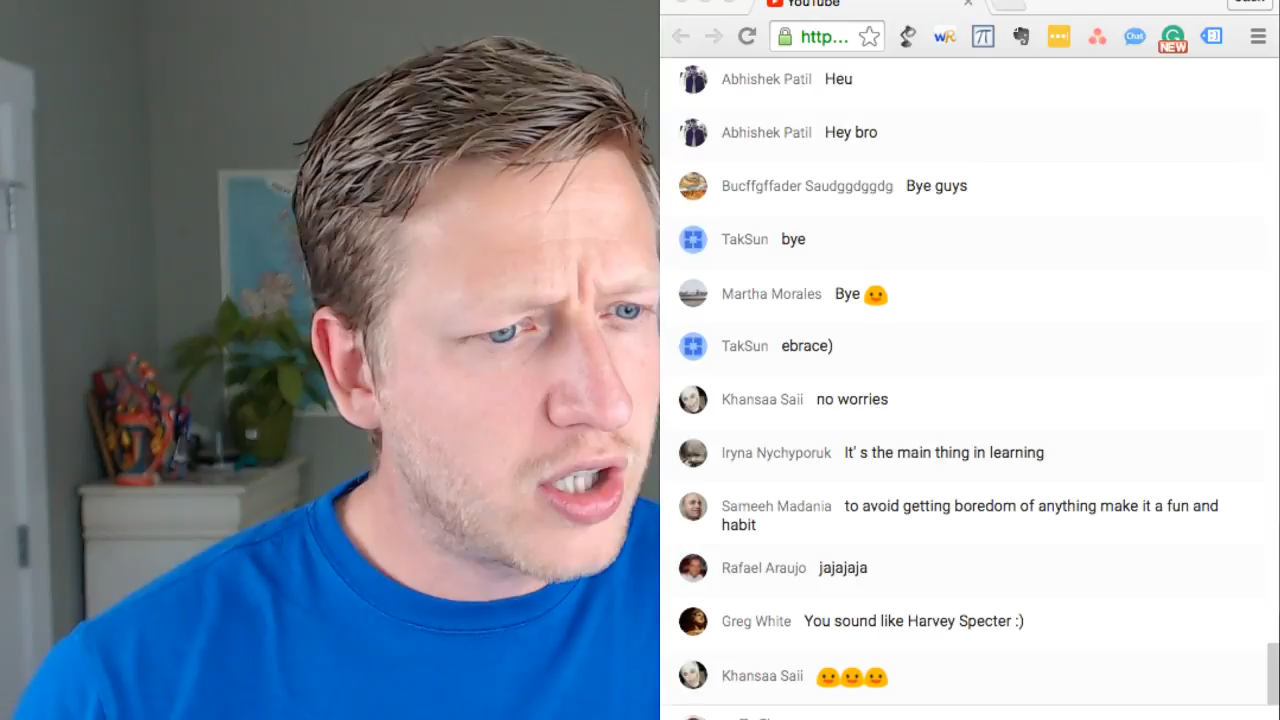 YouTube
http...
WR
π
Chat
NEW
Abhishek Patil Heu
Abhishek Patil Hey bro
Bucffgffader Saudggdggdg Bye guys
TakSun bye
Martha Morales Bye
TakSun ebrace)
Khansaa Saii no worries
Iryna Nychyporuk It' s the main thing in learning
Sameeh Madania to avoid getting boredom of anything make it a fun and
habit
Rafael Araujo jajajaja
Greg White You sound like Harvey Specter :)
Khansaa Saii